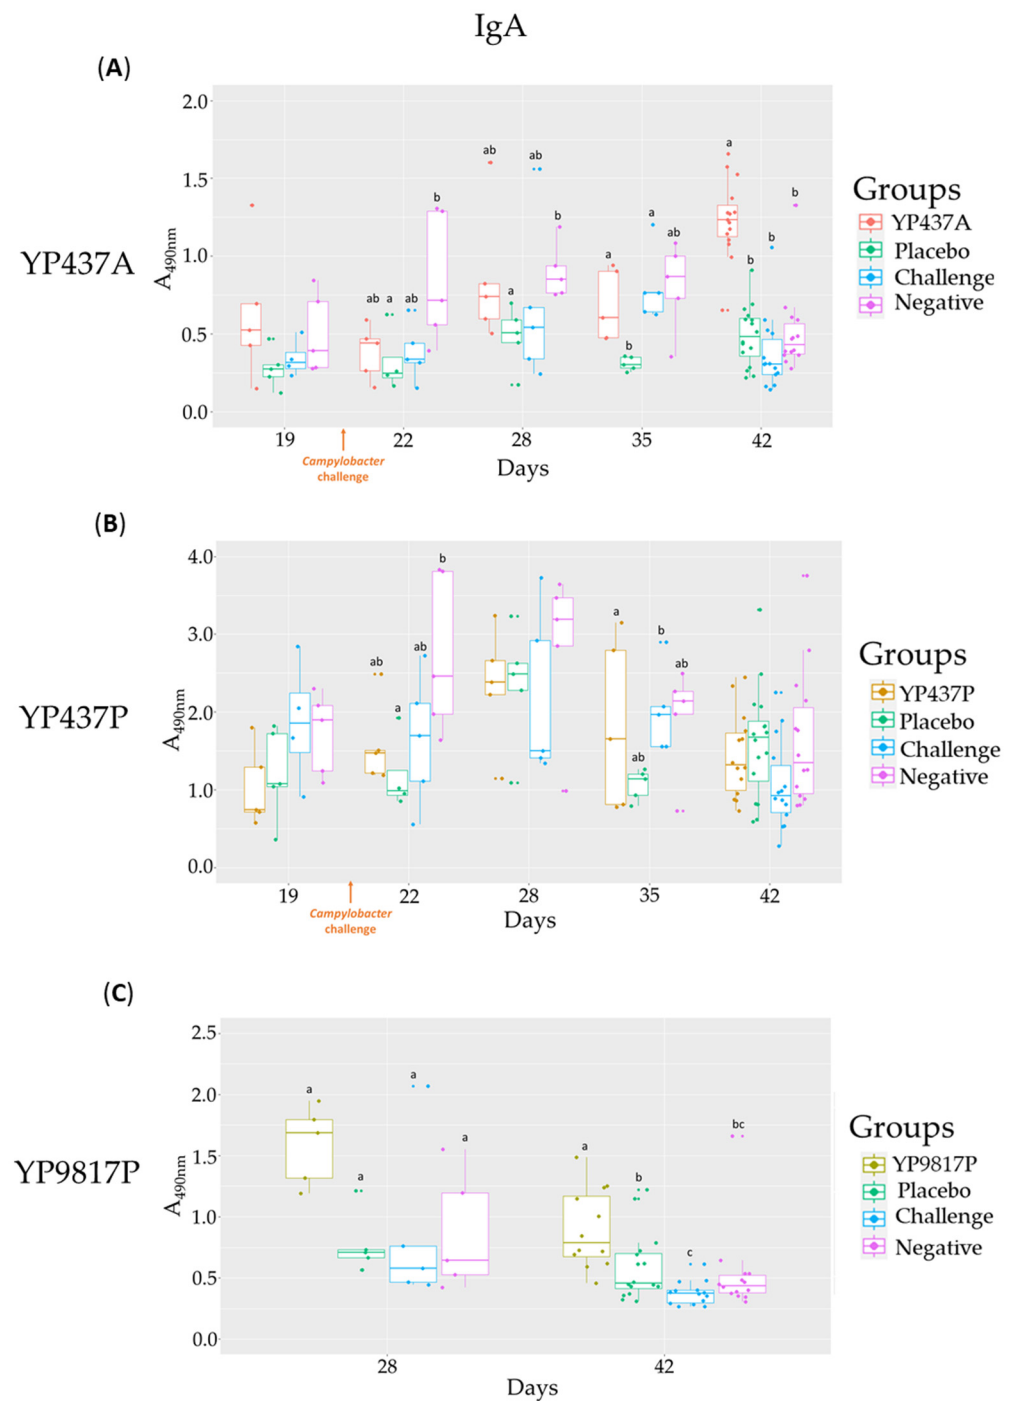 IgA
(A)
YP437A
A490nm
2.0
1.5
1.0
0.5
0.0
ab a ab b
ab a ab b
a b a ab
a b b b
19 22 28 35 42
Campylobacter
challenge
Days
Groups
YP437A
Placebo
Challenge
Negative
(B)
YP437P
A490nm
4.0
3.0
2.0
1.0
0.0
ab a ab b
a ab b ab
19 22 28 35 42
Campylobacter
challenge
Days
Groups
YP437P
Placebo
Challenge
Negative
(C)
YP9817P
A490nm
2.5
2.0
1.5
1.0
0.5
0.0
a a a a
a b c bc
28 42
Days
Groups
YP9817P
Placebo
Challenge
Negative